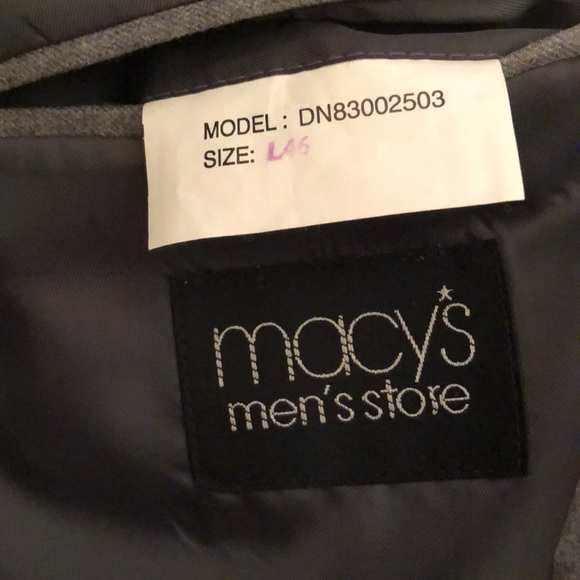 MODEL: DN83002503
SIZE: L46
macy's
men's store